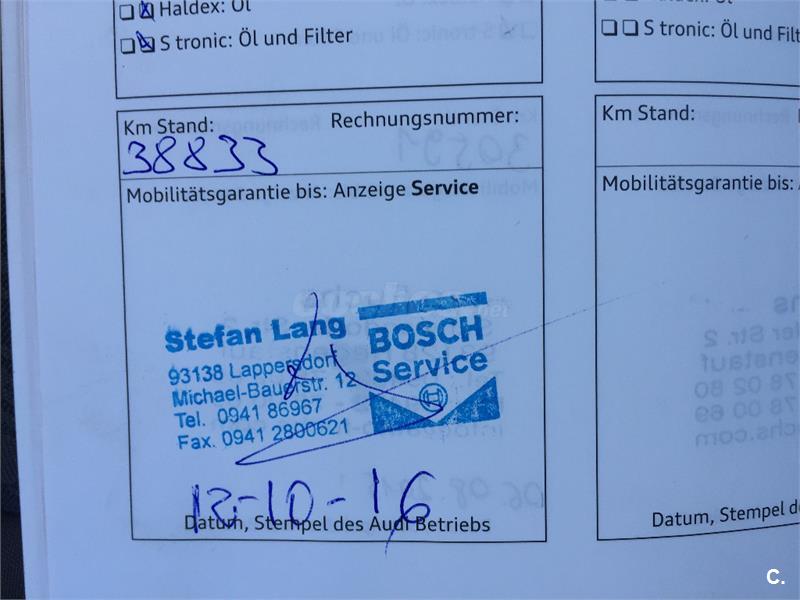 Haldex: Öl
S tronic: Öl und Filter
Km Stand:
Rechnungsnummer:
38833
Mobilitätsgarantie bis: Anzeige Service
Stefan Lang
93138 Lappersdorf
Michael-Bauerstr. 12
Tel. 0941 86967
Fax. 0941 2800621
BOSCH
Service
12-10-16
Datum, Stempel des Audi Betriebs
S tronic: Öl und Filt
Km Stand:
Mobilitätsgarantie bis:
Datum, Stempel de
C.